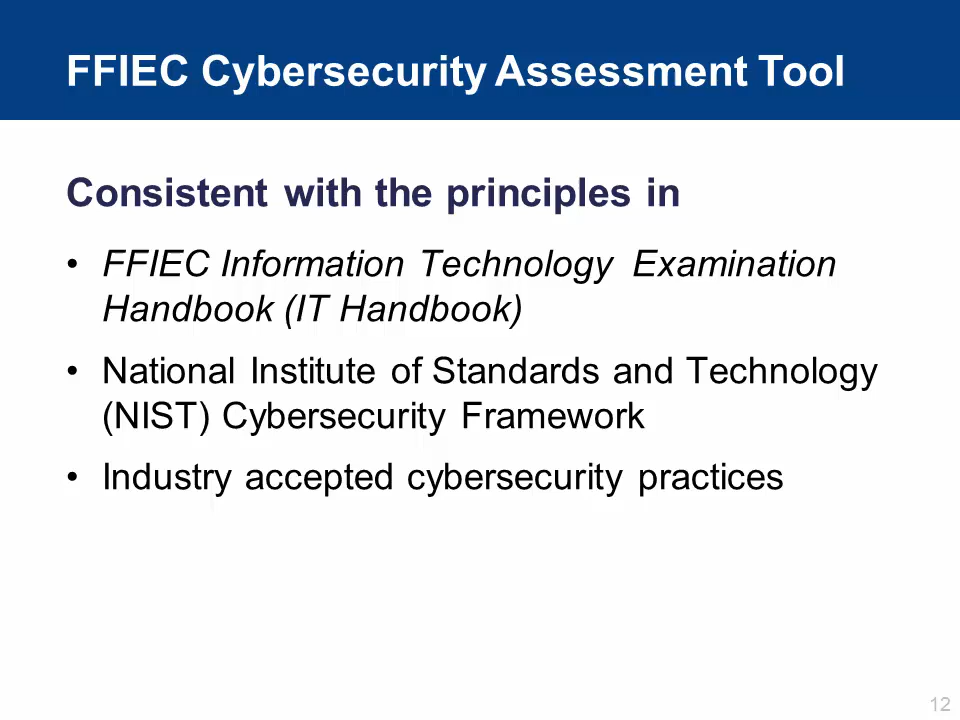 FFIEC Cybersecurity Assessment Tool
Consistent with the principles in
• FFIEC Information Technology Examination
Handbook (IT Handbook)
• National Institute of Standards and Technology
(NIST) Cybersecurity Framework
• Industry accepted cybersecurity practices
12